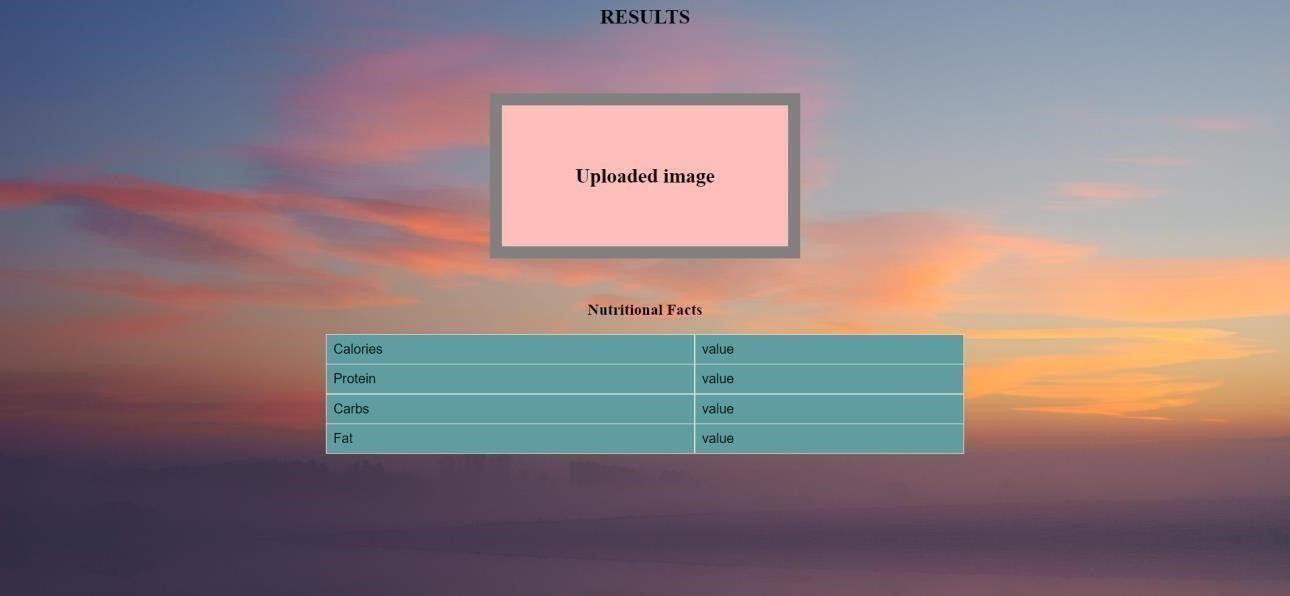 RESULTS
Uploaded image
Nutritional Facts
Calories value
Protein value
Carbs value
Fat value